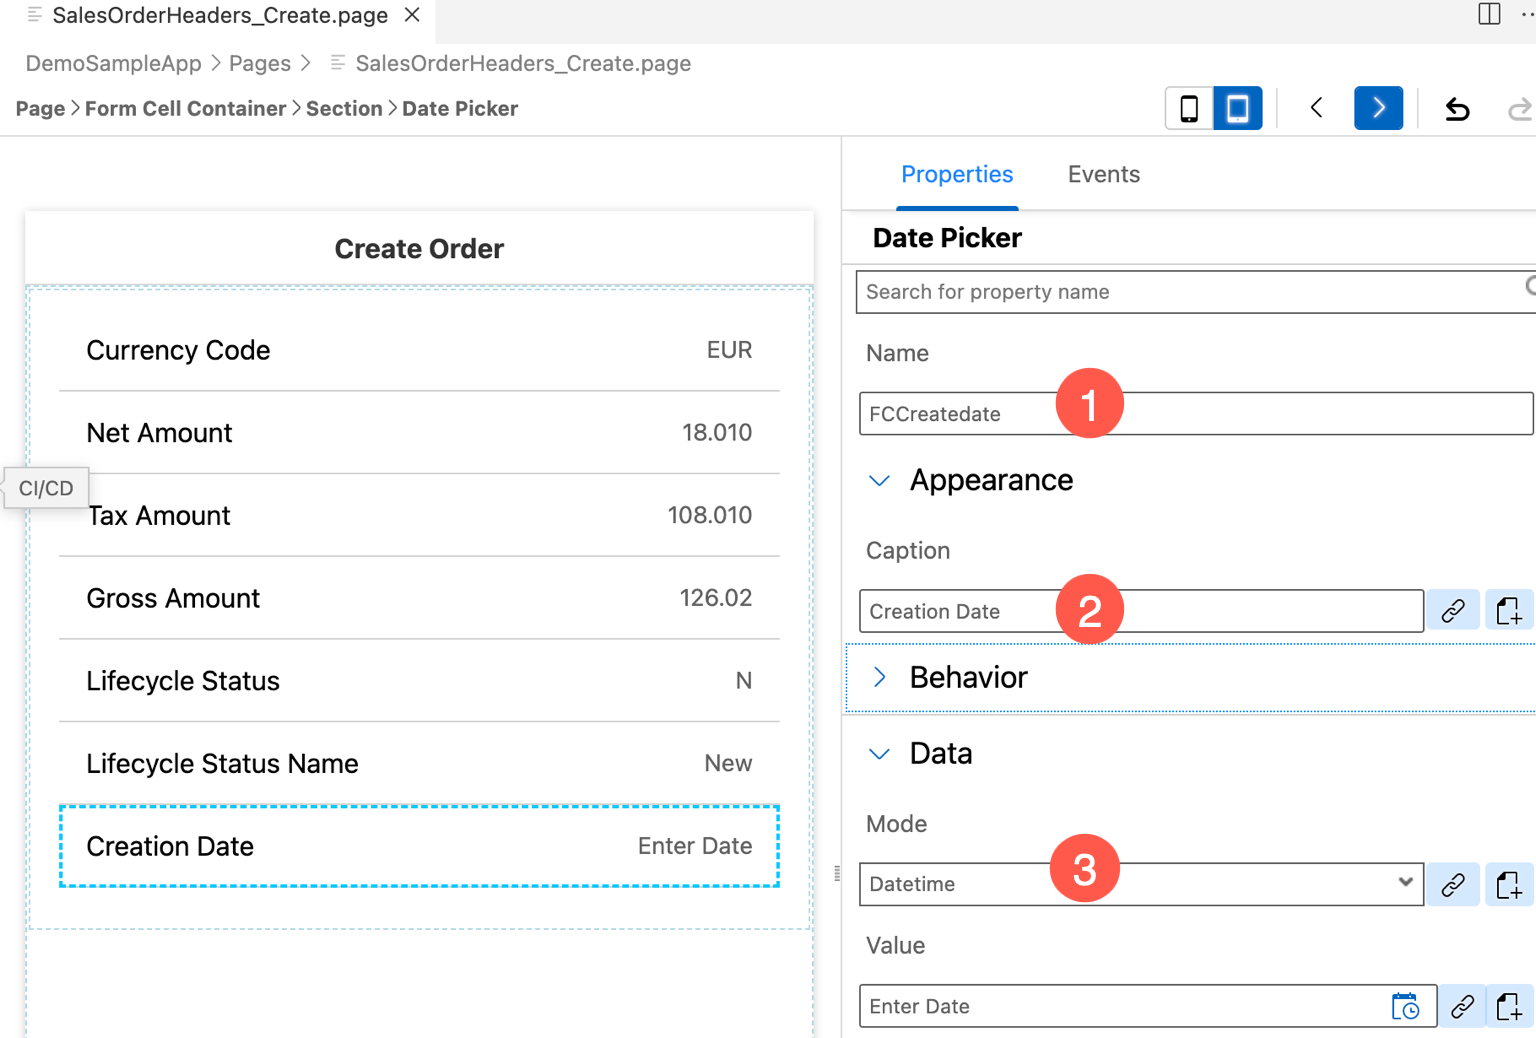 SalesOrderHeaders_Create.page
DemoSampleApp > Pages > SalesOrderHeaders_Create.page
Page > Form Cell Container > Section > Date Picker
Properties
Events
Date Picker
Search for property name
Name
FCCreatedate
1
Appearance
Caption
Creation Date
2
Behavior
Data
Mode
Datetime
3
Value
Enter Date
Create Order
Currency Code EUR
Net Amount 18.010
CI/CD
Tax Amount 108.010
Gross Amount 126.02
Lifecycle Status N
Lifecycle Status Name New
Creation Date Enter Date